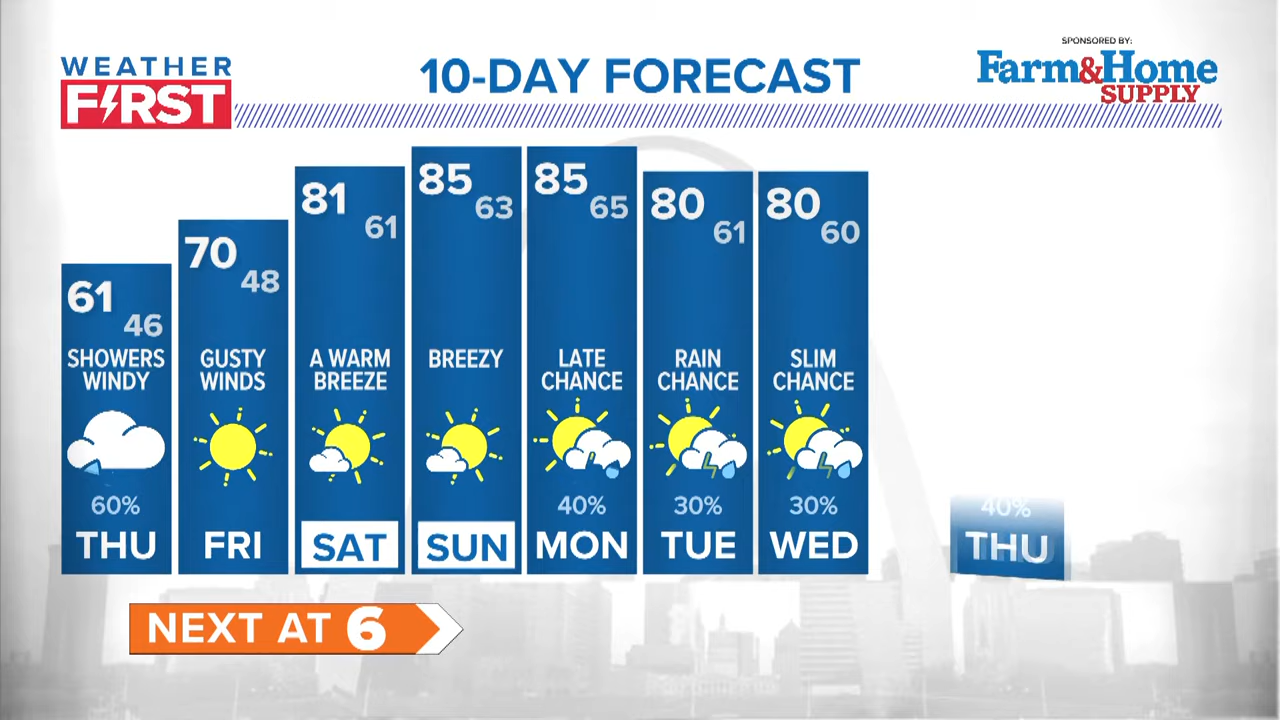 WEATHER
FIRST
10-DAY FORECAST
SPONSORED BY:
Farm&Home
SUPPLY
61
46
SHOWERS
WINDY
60%
THU
70
48
GUSTY
WINDS
FRI
81
61
A WARM
BREEZE
SAT
85
63
BREEZY
SUN
85
65
LATE
CHANCE
40%
MON
80
61
RAIN
CHANCE
30%
TUE
80
60
SLIM
CHANCE
30%
WED
40%
THU
NEXT AT 6